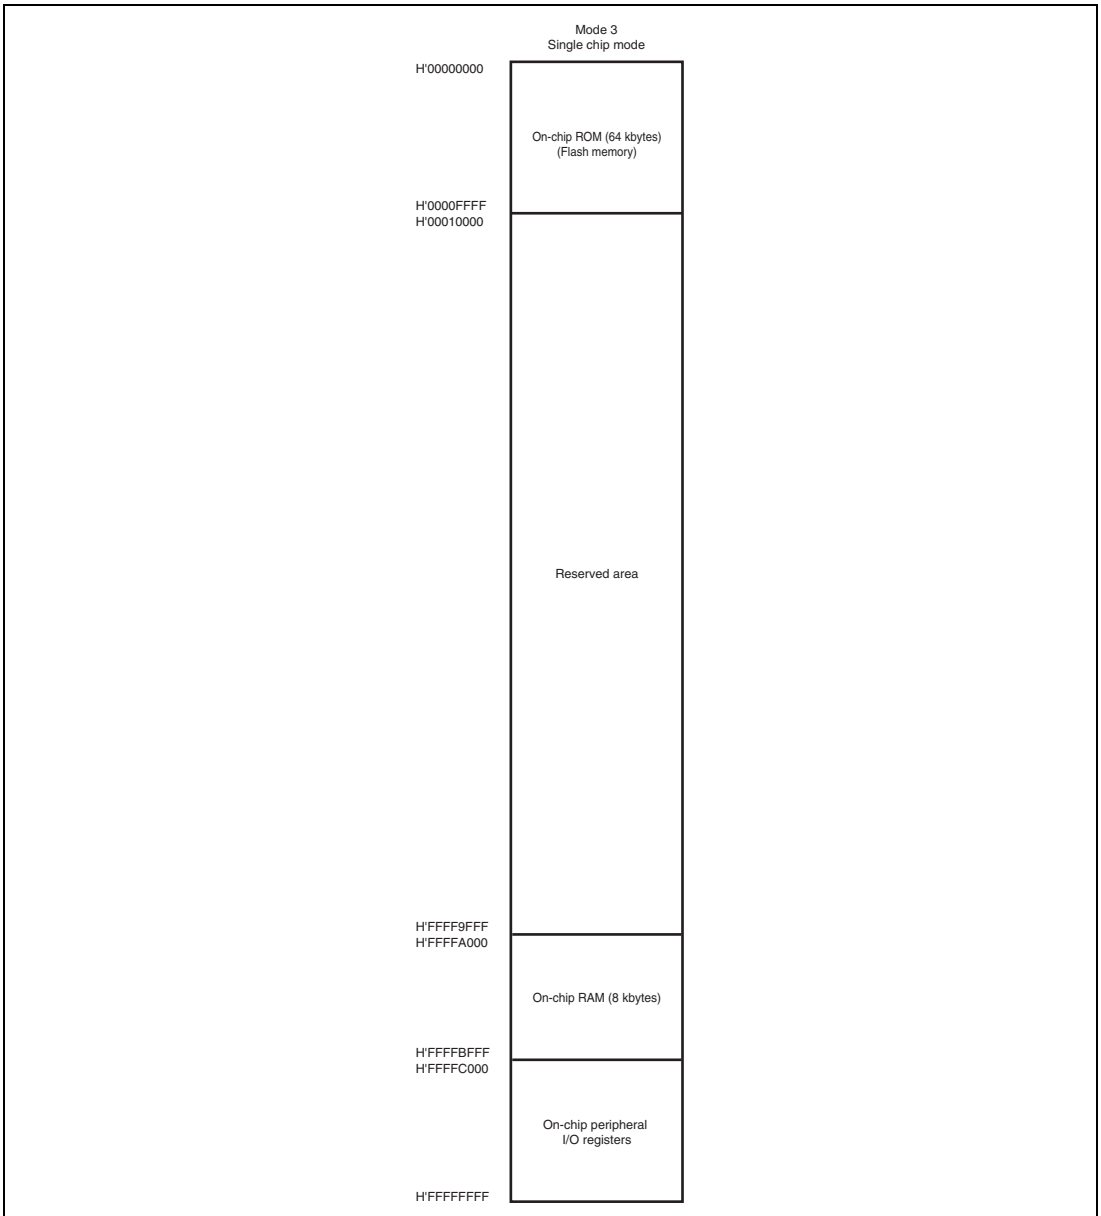 Mode 3
Single chip mode
H'00000000
On-chip ROM (64 kbytes)
(Flash memory)
H'0000FFFF
H'00010000
Reserved area
H'FFFF9FFF
H'FFFFA000
On-chip RAM (8 kbytes)
H'FFFFBFFF
H'FFFFC000
On-chip peripheral
I/O registers
H'FFFFFFFF